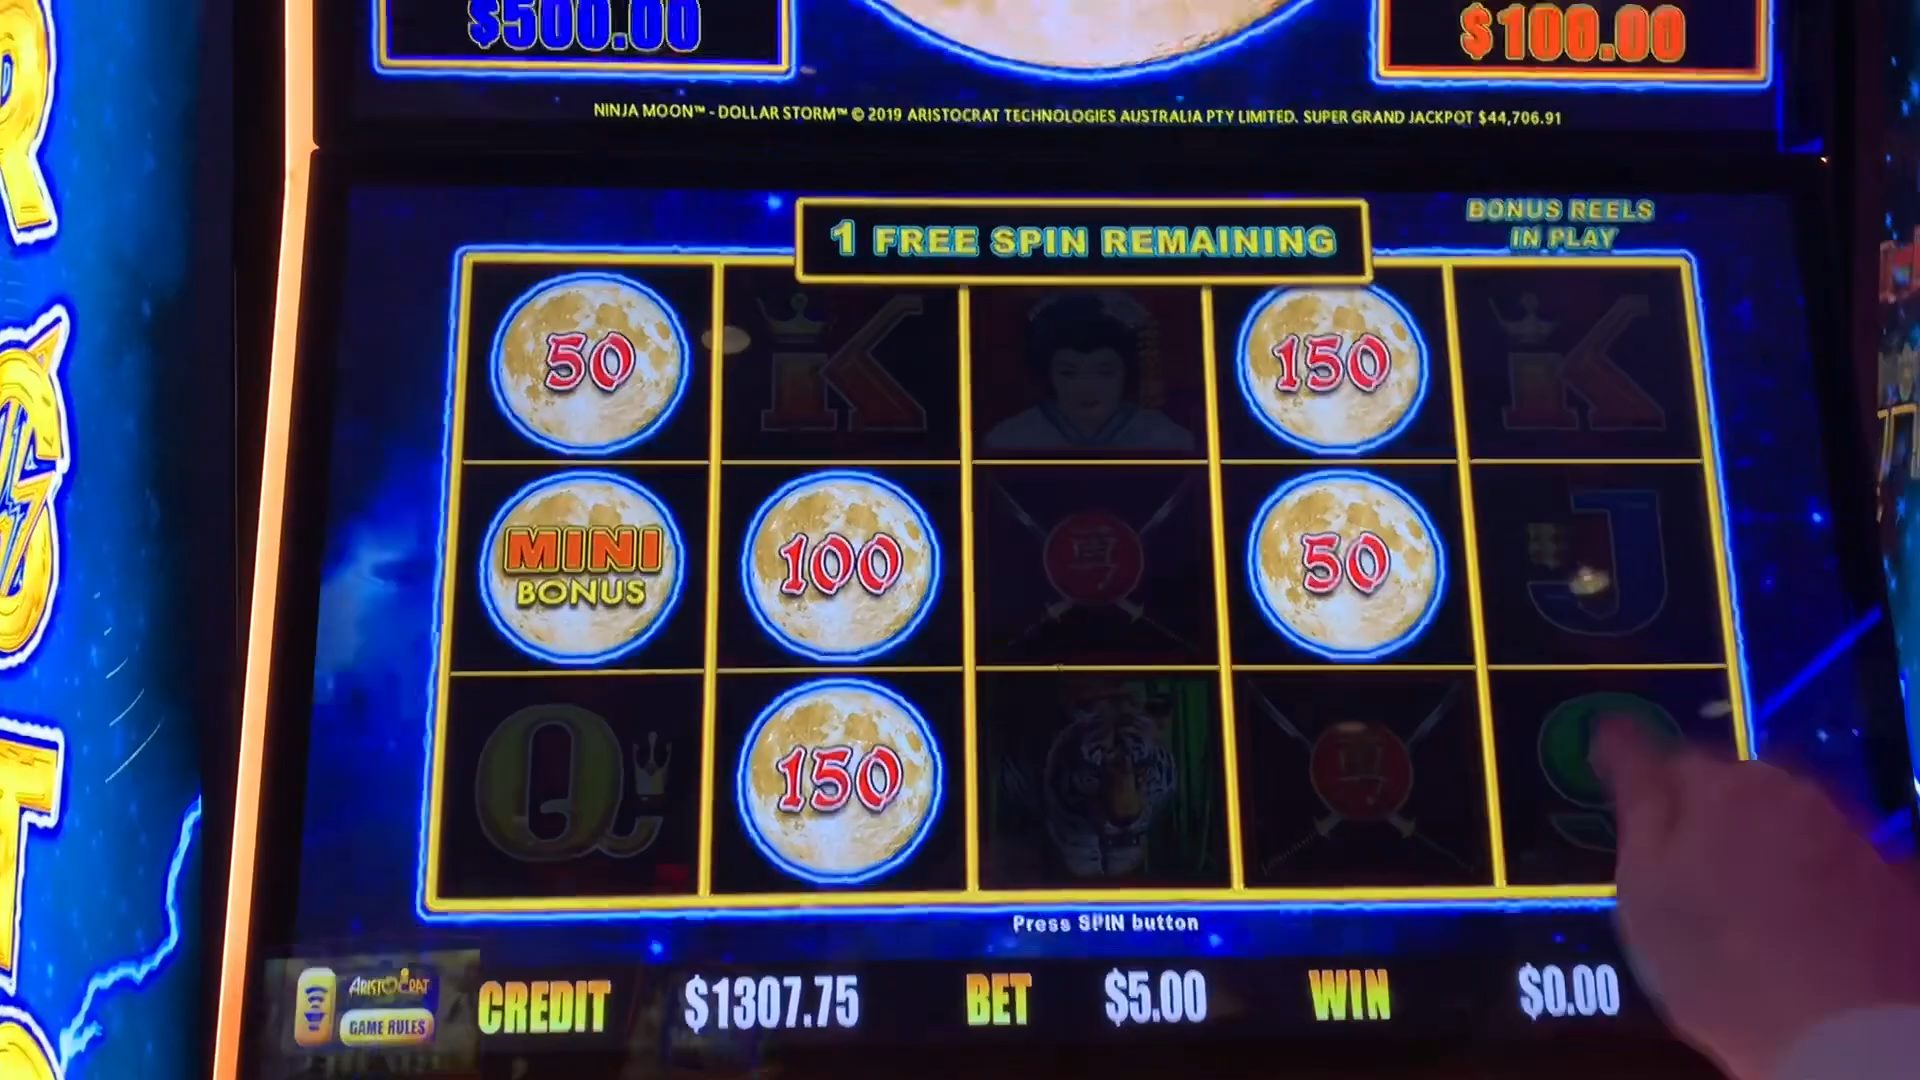 $500.00
$100.00
NINJA MOON™ - DOLLAR STORM™ © 2019 ARISTOCRAT TECHNOLOGIES AUSTRALIA PTY LIMITED. SUPER GRAND JACKPOT $44,706.91
1 FREE SPIN REMAINING
BONUS REELS
IN PLAY
50 K 150 K
MINI
BONUS
100 50 J
Q 150 9
Press SPIN button
ARISTOCRAT
GAME RULES
CREDIT $1307.75 BET $5.00 WIN $0.00